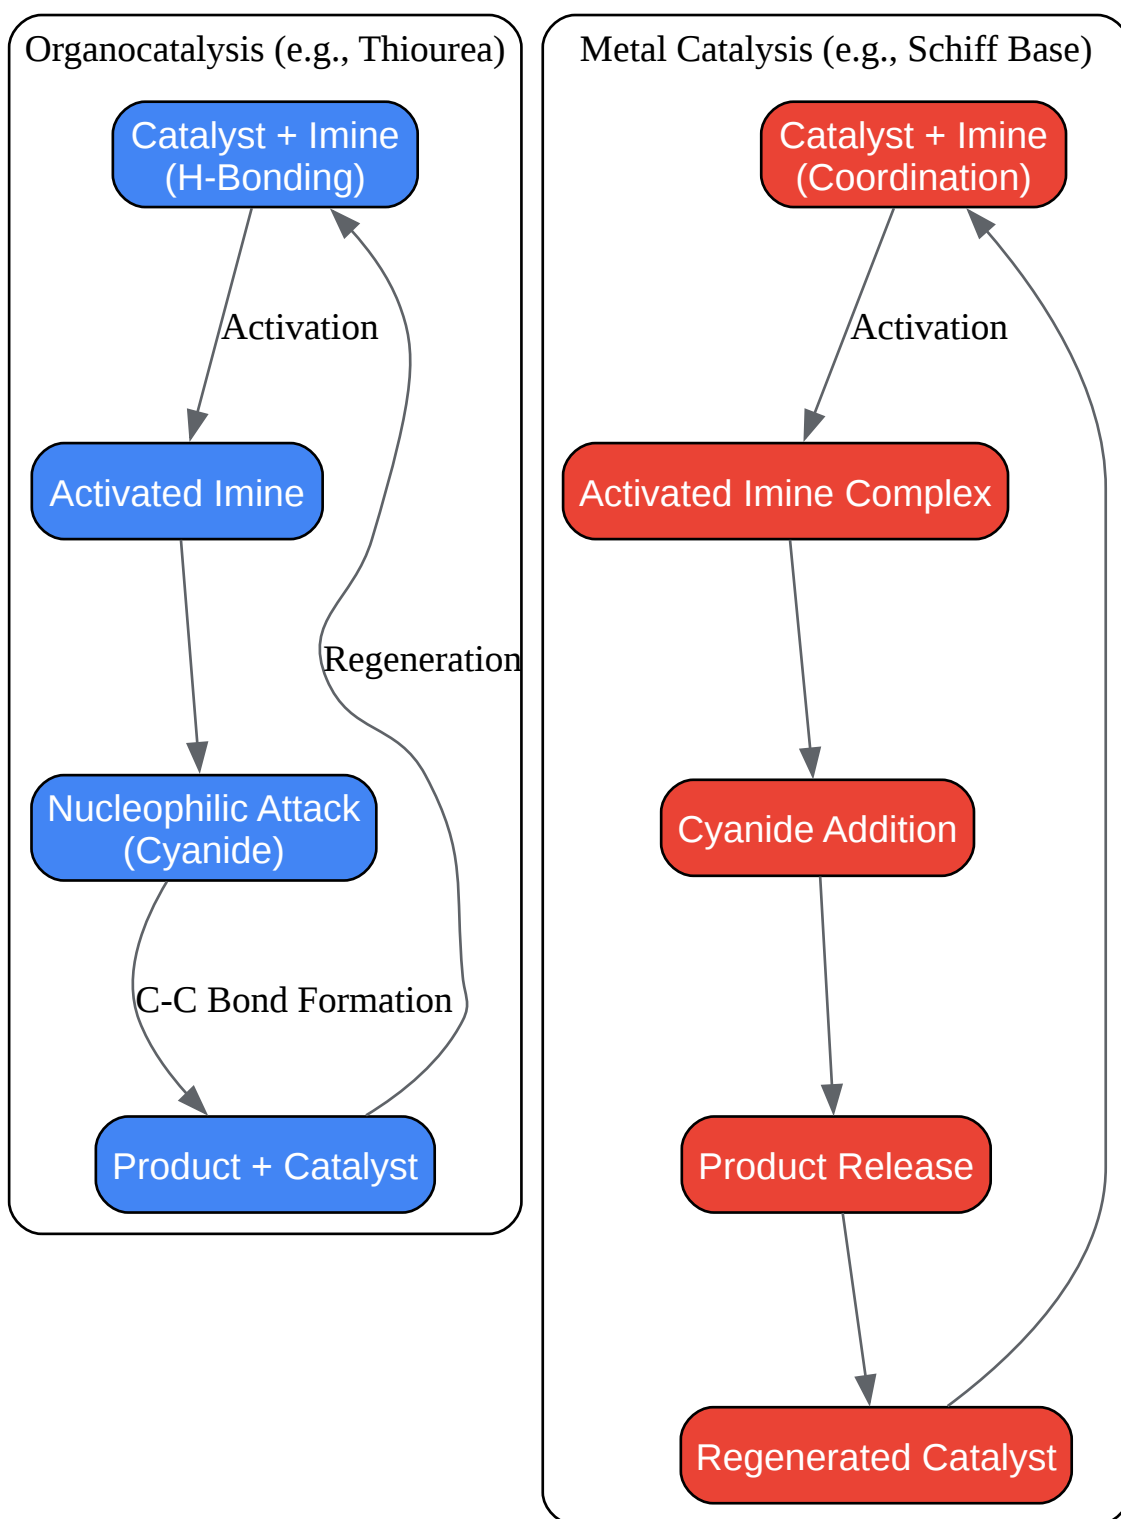 Organocatalysis (e.g., Thiourea)
Catalyst + Imine
(H-Bonding)
Activation
Activated Imine
Regeneration
Nucleophilic Attack
(Cyanide)
C-C Bond Formation
Product + Catalyst
Metal Catalysis (e.g., Schiff Base)
Catalyst + Imine
(Coordination)
Activation
Activated Imine Complex
Cyanide Addition
Product Release
Regenerated Catalyst